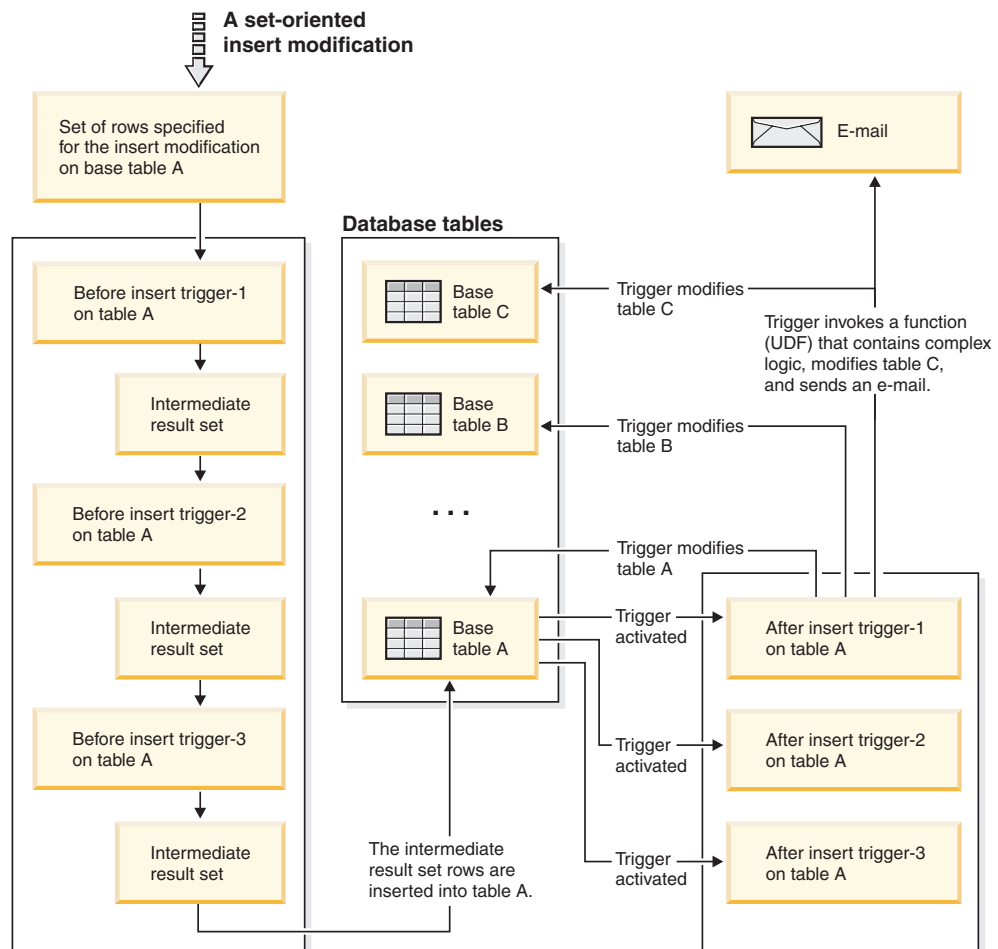 A set-oriented
insert modification
Set of rows specified
for the insert modification
on base table A
E-mail
Database tables
Before insert trigger-1
on table A
Base
table C
Trigger modifies
table C
Trigger invokes a function
(UDF) that contains complex
logic, modifies table C,
and sends an e-mail.
Intermediate
result set
Base
table B
Trigger modifies
table B
Before insert trigger-2
on table A
...
Trigger modifies
table A
Intermediate
result set
Base
table A
Trigger
activated
After insert trigger-1
on table A
Before insert trigger-3
on table A
Trigger
activated
After insert trigger-2
on table A
Intermediate
result set
The intermediate
result set rows are
inserted into table A.
Trigger
activated
After insert trigger-3
on table A